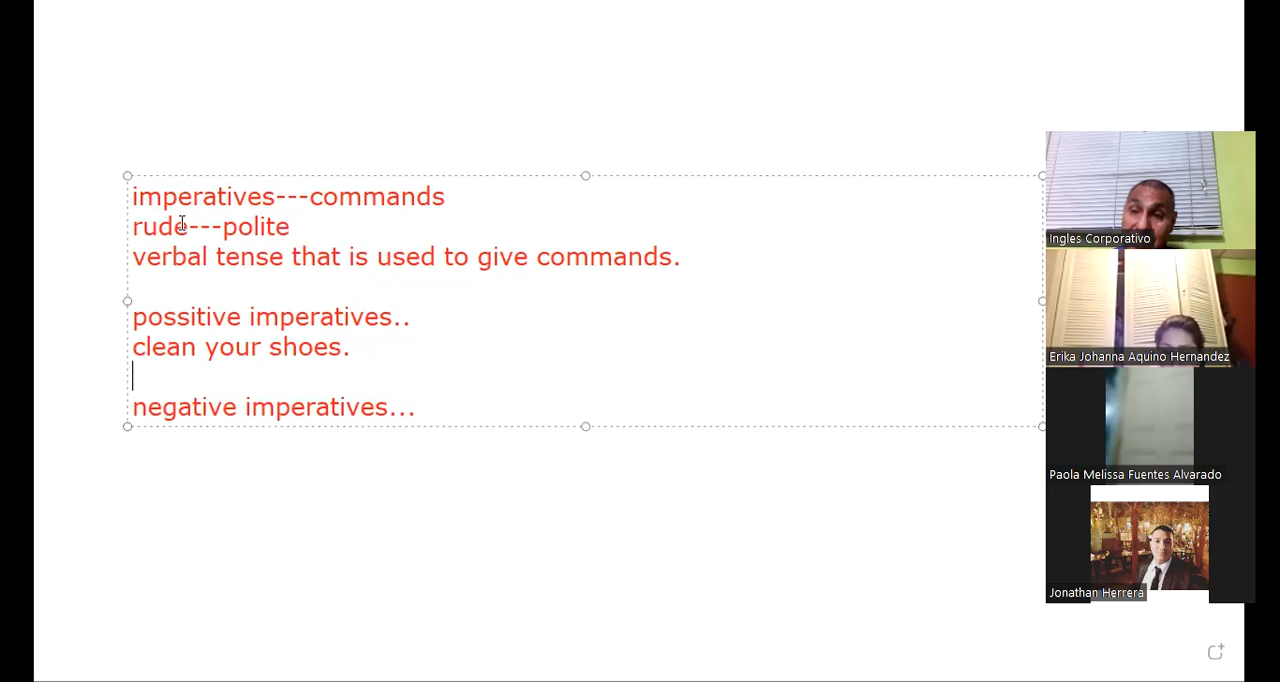 imperatives---commands
rude---polite
verbal tense that is used to give commands.
possitive imperatives..
clean your shoes.
negative imperatives...
Ingles Corporativo
Erika Johanna Aquino Hernandez
Paola Melissa Fuentes Alvarado
Jonathan Herrera